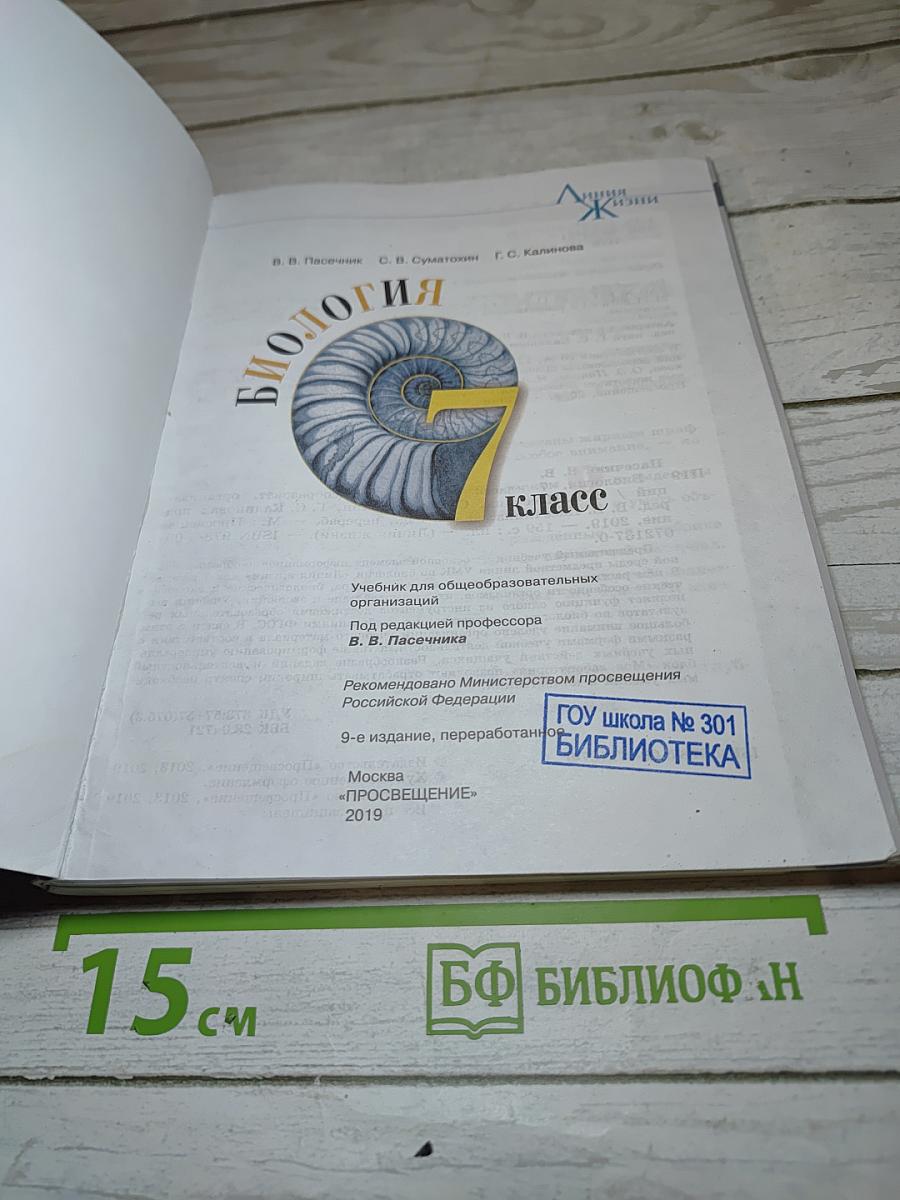 Линия
Жизни
В. В. Пасечник С. В. Суматохин Г. С. Калинова
БИОЛОГИЯ
7
класс
Учебник для общеобразовательных
организаций
Под редакцией профессора
В. В. Пасечника
Рекомендовано Министерством просвещения
Российской Федерации
9-е издание, переработанное
ГОУ школа № 301
БИБЛИОТЕКА
Москва
«ПРОСВЕЩЕНИЕ»
2019
15 см
БФ